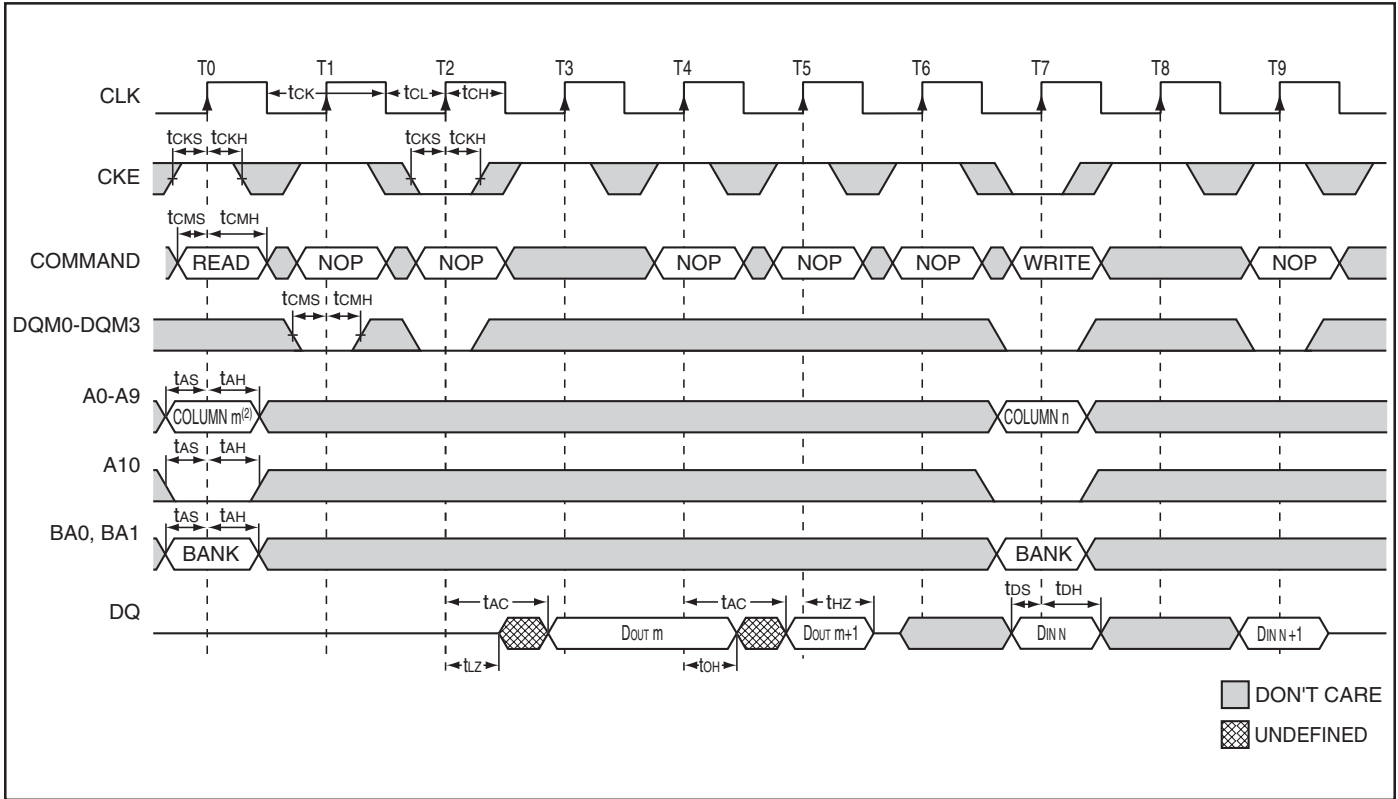 T0 T1 T2 T3 T4 T5 T6 T7 T8 T9
CLK
tCK tCL tCH
tCKS tCKH tCKS tCKH
CKE
tCMS tCMH
COMMAND READ NOP NOP NOP NOP NOP WRITE NOP
tCMS tCMH
DQM0-DQM3
tAS tAH
A0-A9 COLUMN m(2) COLUMN n
tAS tAH
A10
tAS tAH
BA0, BA1 BANK BANK
DQ tAC tAC tHZ tDS tDH
DOUT m DOUT m+1 DIN N DIN N+1
tLZ tOH
DON'T CARE
UNDEFINED